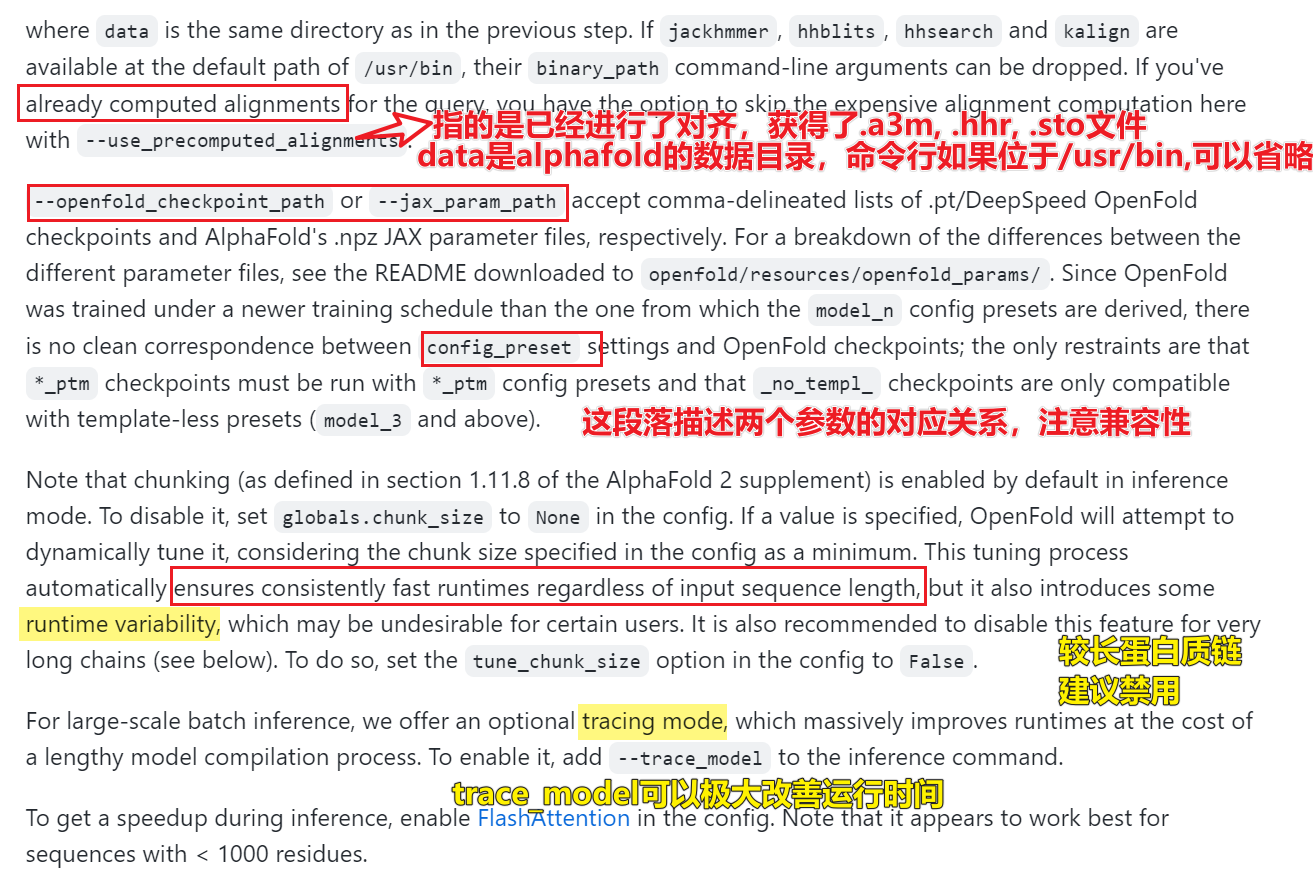 where data is the same directory as in the previous step. If jackhmmer, hhblits, hhsearch and kalign are
available at the default path of /usr/bin, their binary_path command-line arguments can be dropped. If you've
already computed alignments for the query, you have the option to skip the expensive alignment computation here
with --use_precomputed_alignments.
指的是已经进行了对齐，获得了.a3m, .hhr, .sto文件
data是alphafold的数据目录，命令行如果位于/usr/bin,可以省略
--openfold_checkpoint_path or --jax_param_path accept comma-delineated lists of .pt/DeepSpeed OpenFold
checkpoints and AlphaFold's .npz JAX parameter files, respectively. For a breakdown of the differences between the
different parameter files, see the README downloaded to openfold/resources/openfold_params/. Since OpenFold
was trained under a newer training schedule than the one from which the model_n config presets are derived, there
is no clean correspondence between config_preset settings and OpenFold checkpoints; the only restraints are that
*_ptm checkpoints must be run with *_ptm config presets and that _no_templ_ checkpoints are only compatible
with template-less presets (model_3 and above).
这段落描述两个参数的对应关系，注意兼容性
Note that chunking (as defined in section 1.11.8 of the AlphaFold 2 supplement) is enabled by default in inference
mode. To disable it, set globals.chunk_size to None in the config. If a value is specified, OpenFold will attempt to
dynamically tune it, considering the chunk size specified in the config as a minimum. This tuning process
automatically ensures consistently fast runtimes regardless of input sequence length, but it also introduces some
runtime variability, which may be undesirable for certain users. It is also recommended to disable this feature for very
long chains (see below). To do so, set the tune_chunk_size option in the config to False.
较长蛋白质链
建议禁用
For large-scale batch inference, we offer an optional tracing mode, which massively improves runtimes at the cost of
a lengthy model compilation process. To enable it, add --trace_model to the inference command.
trace_model可以极大改善运行时间
To get a speedup during inference, enable FlashAttention in the config. Note that it appears to work best for
sequences with < 1000 residues.